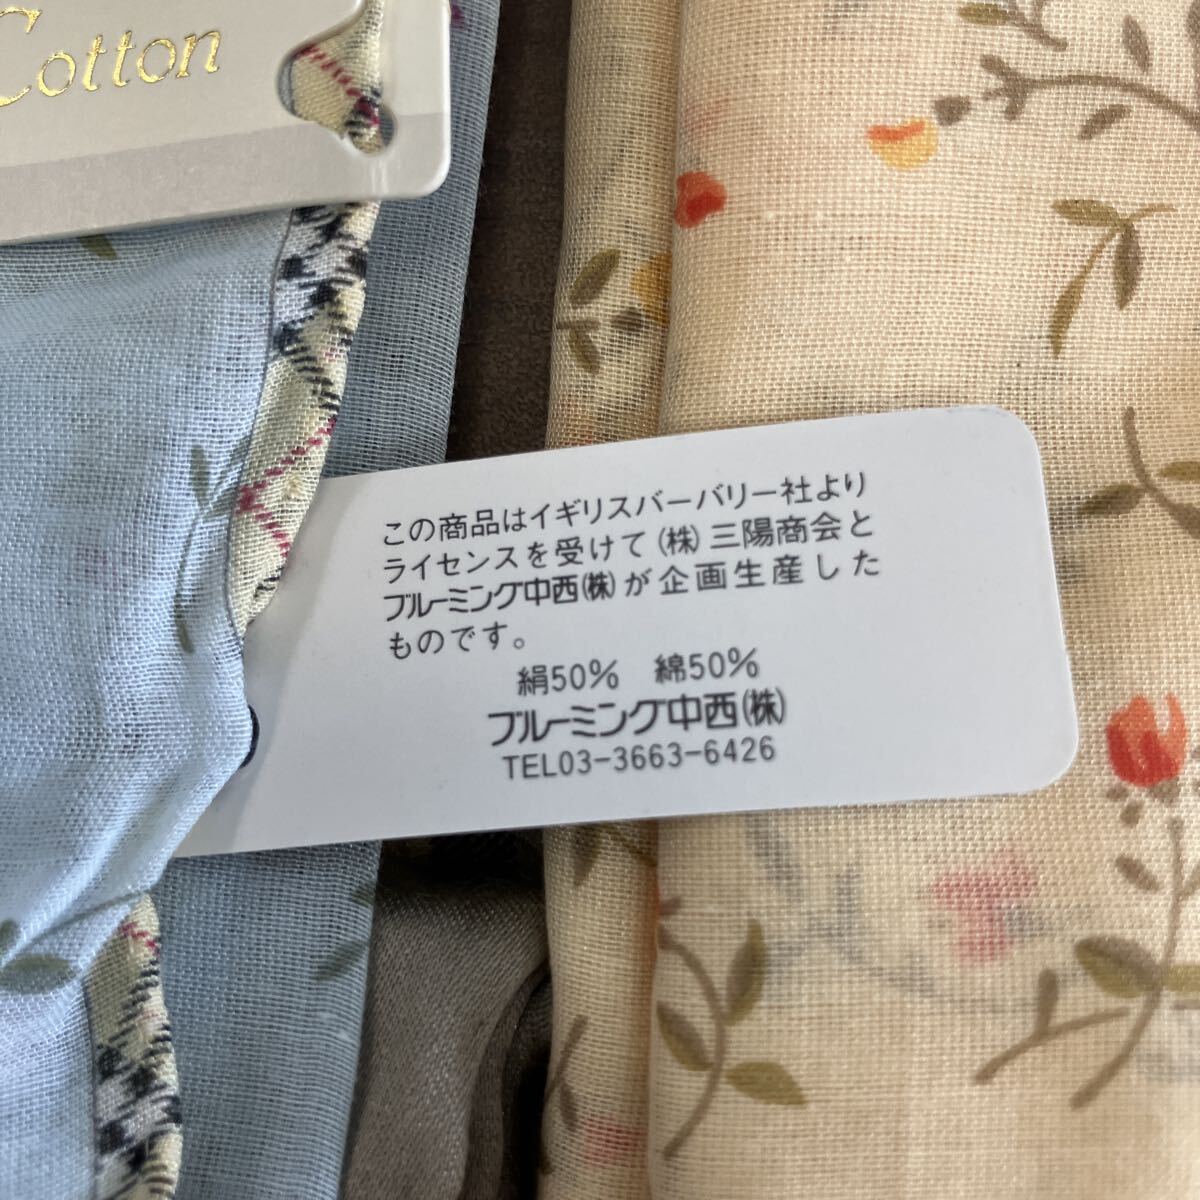 Cotton
この商品はイギリスバーバリー社より
ライセンスを受けて(株)三陽商会と
ブルーミング中西(株)が企画生産した
ものです。
絹50% 綿50%
ブルーミング中西(株)
TEL03-3663-6426